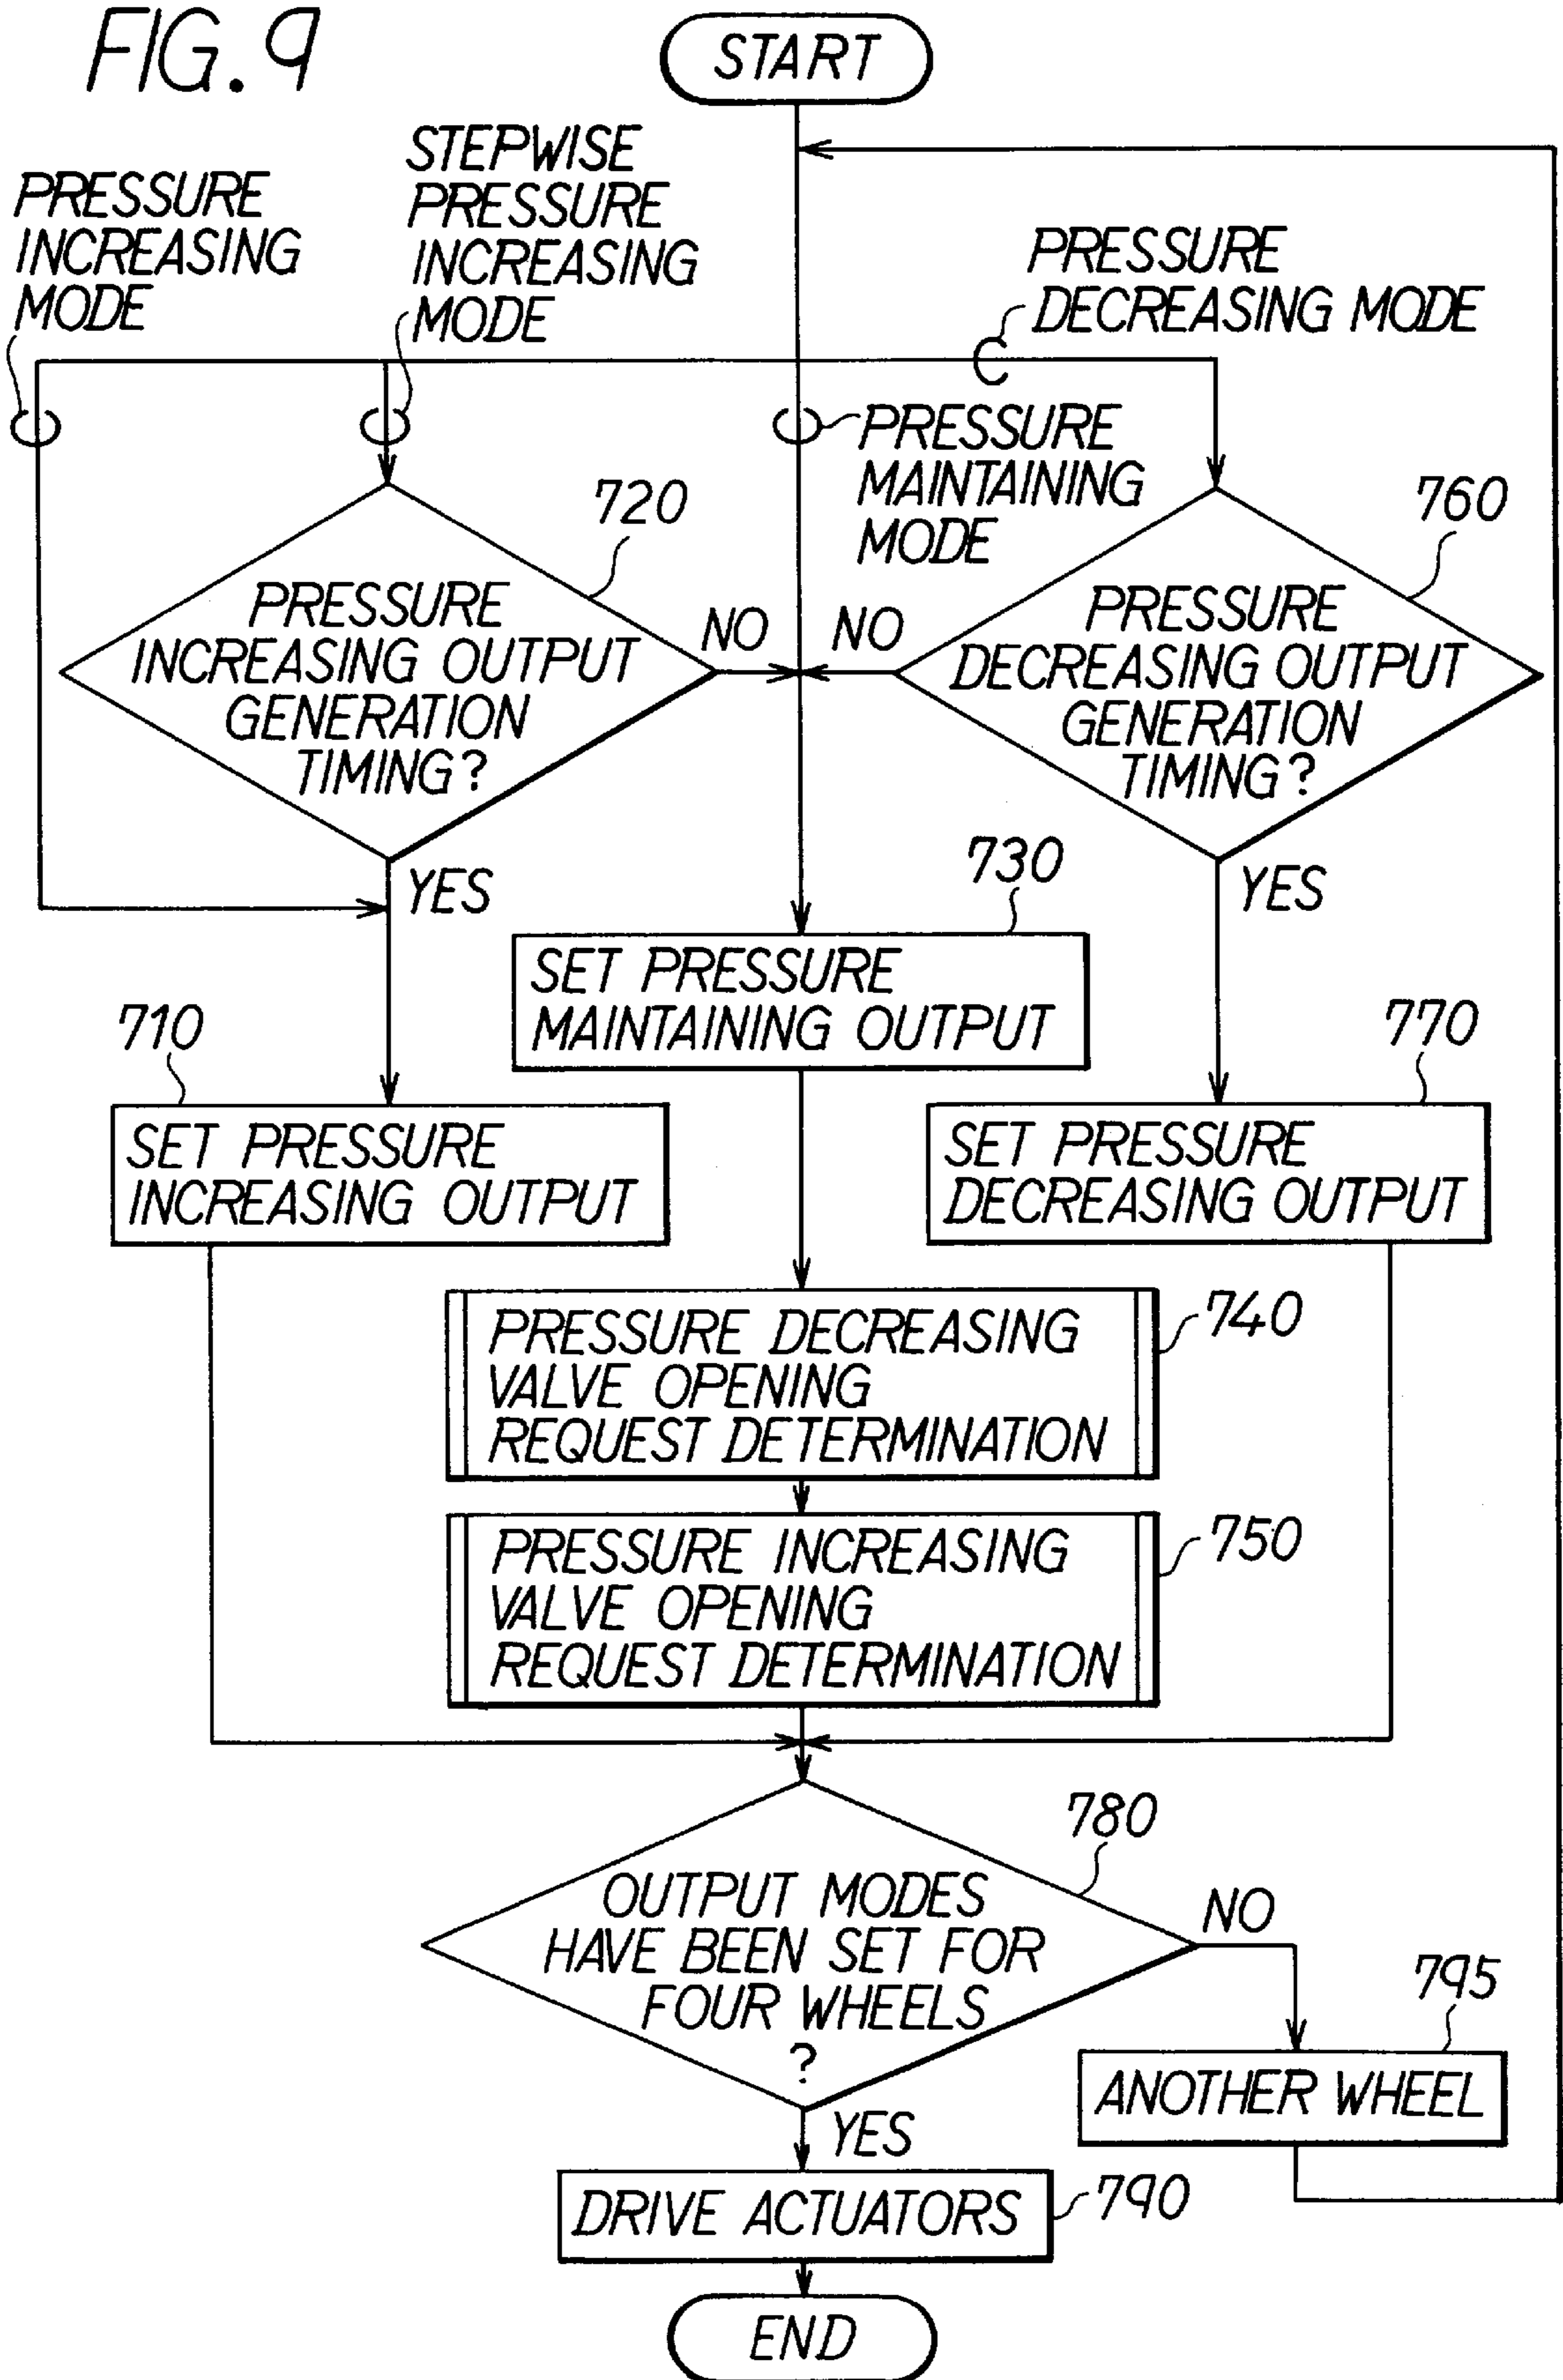 FIG. 9
START
PRESSURE
INCREASING
MODE
STEPWISE
PRESSURE
INCREASING
MODE
PRESSURE
DECREASING MODE
PRESSURE
MAINTAINING
MODE
720
PRESSURE
INCREASING OUTPUT
GENERATION
TIMING?
NO
YES
760
PRESSURE
DECREASING OUTPUT
GENERATION
TIMING?
NO
YES
730
SET PRESSURE
MAINTAINING OUTPUT
710
SET PRESSURE
INCREASING OUTPUT
770
SET PRESSURE
DECREASING OUTPUT
PRESSURE DECREASING
VALVE OPENING
REQUEST DETERMINATION
740
PRESSURE INCREASING
VALVE OPENING
REQUEST DETERMINATION
750
780
OUTPUT MODES
HAVE BEEN SET FOR
FOUR WHEELS
?
NO
795
ANOTHER WHEEL
YES
DRIVE ACTUATORS
790
END